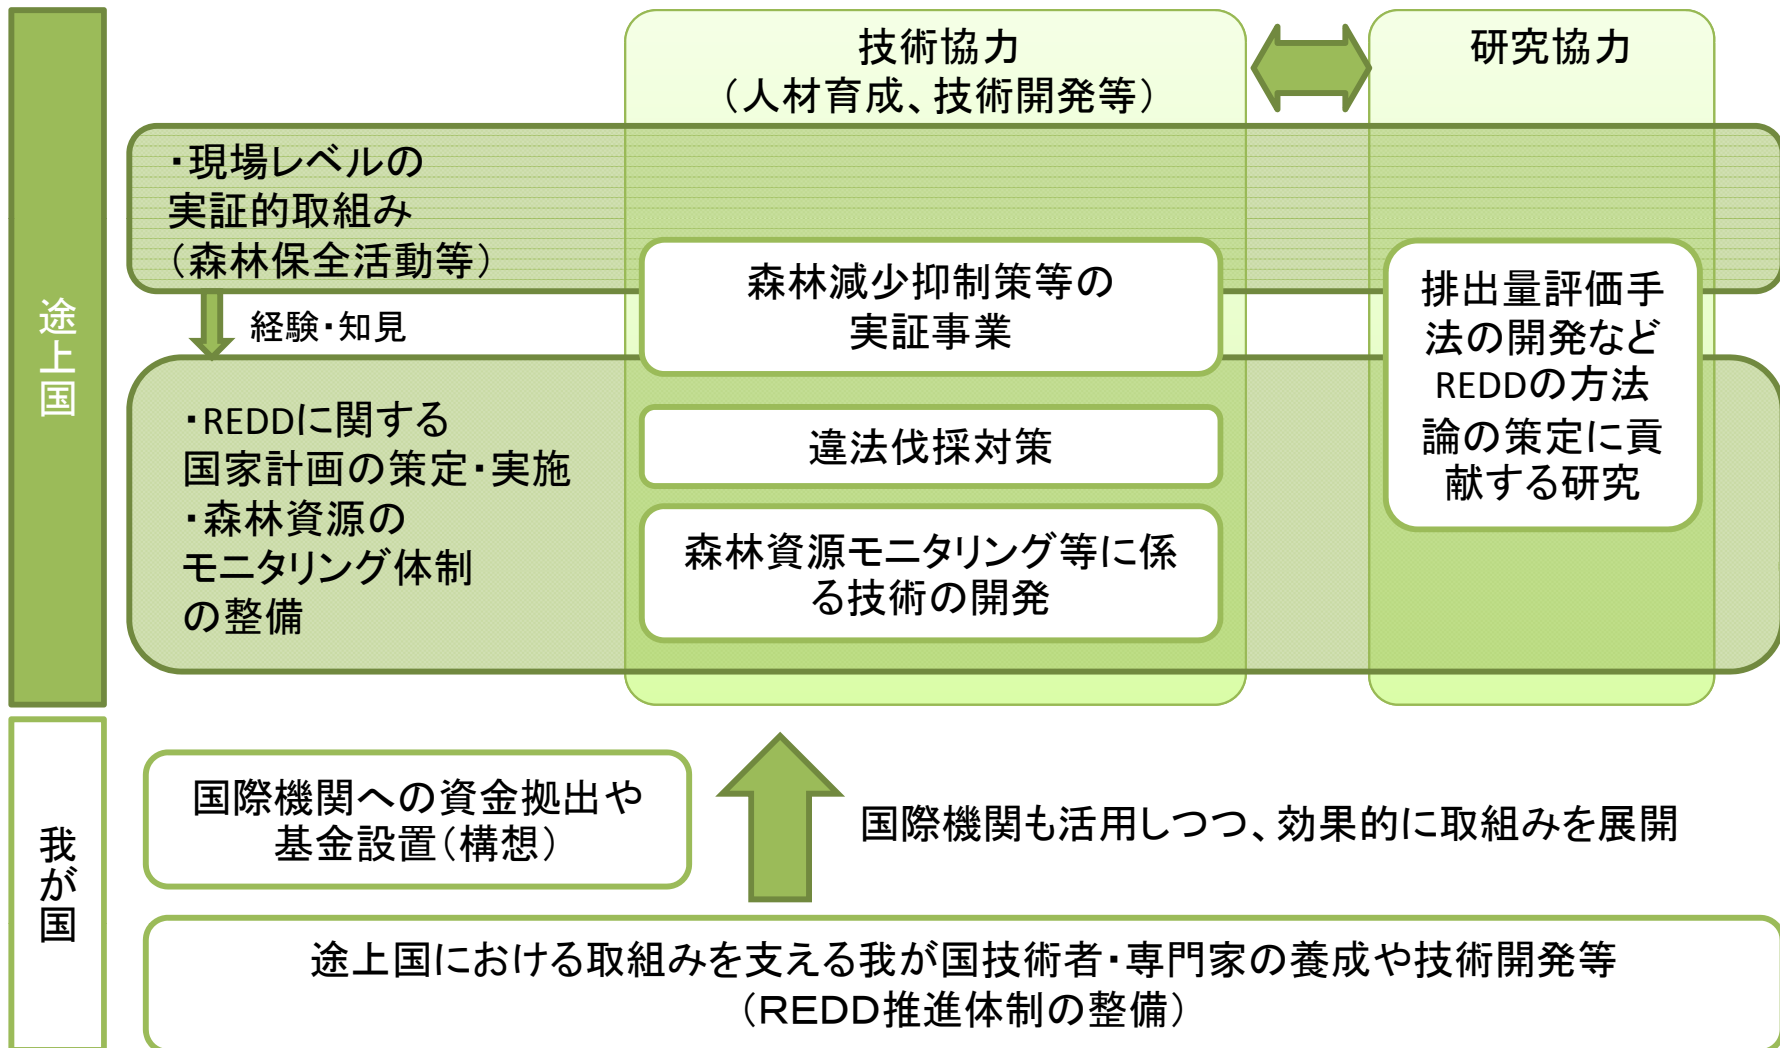 技術協力
（人材育成、技術開発等）
研究協力
途上国
・現場レベルの
実証的取組み
（森林保全活動等）
経験・知見
・REDDに関する
国家計画の策定・実施
・森林資源の
モニタリング体制
の整備
森林減少抑制策等の
実証事業
違法伐採対策
森林資源モニタリング等に係
る技術の開発
排出量評価手
法の開発など
REDDの方法
論の策定に貢
献する研究
我が国
国際機関への資金拠出や
基金設置（構想）
国際機関も活用しつつ、効果的に取組みを展開
途上国における取組みを支える我が国技術者・専門家の養成や技術開発等
（REDD推進体制の整備）